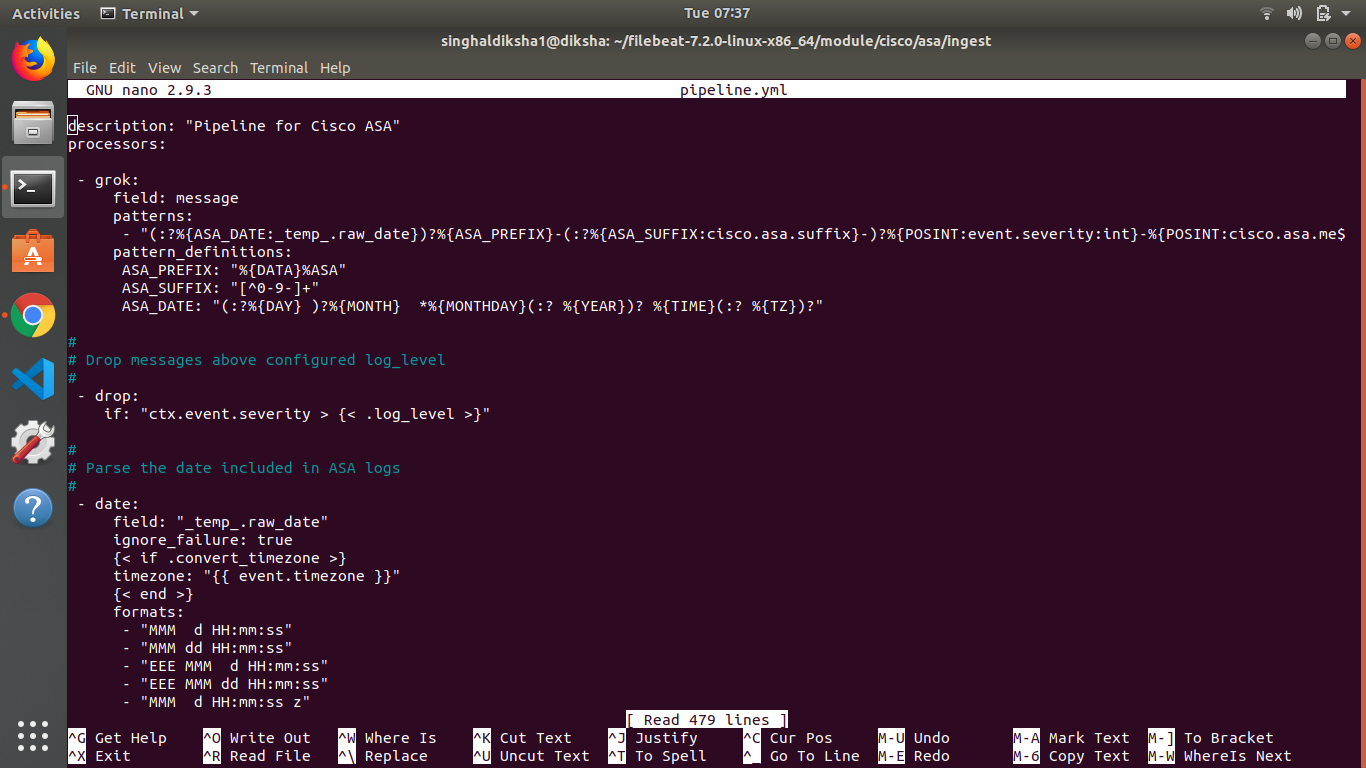 Activities Terminal Tue 07:37
singhaldiksha1@diksha: ~/filebeat-7.2.0-linux-x86_64/module/cisco/asa/ingest
File Edit View Search Terminal Help
GNU nano 2.9.3 pipeline.yml
description: "Pipeline for Cisco ASA"
processors:
- grok:
field: message
patterns:
- "(:?%{ASA_DATE:_temp_.raw_date})?%{ASA_PREFIX}-(:?%{ASA_SUFFIX:cisco.asa.suffix}-)?%{POSINT:event.severity:int}-%{POSINT:cisco.asa.me$
pattern_definitions:
ASA_PREFIX: "%{DATA}%ASA"
ASA_SUFFIX: "[^0-9-]+"
ASA_DATE: "(:?%{DAY} )?%{MONTH}  *%{MONTHDAY}(:? %{YEAR})? %{TIME}(:? %{TZ})?"
#
# Drop messages above configured log_level
#
- drop:
if: "ctx.event.severity > {< .log_level >}"
#
# Parse the date included in ASA logs
#
- date:
field: "_temp_.raw_date"
ignore_failure: true
{< if .convert_timezone >}
timezone: "{{ event.timezone }}"
{< end >}
formats:
- "MMM  d HH:mm:ss"
- "MMM dd HH:mm:ss"
- "EEE MMM  d HH:mm:ss"
- "EEE MMM dd HH:mm:ss"
- "MMM  d HH:mm:ss z"
[ Read 479 lines ]
^G Get Help ^O Write Out ^W Where Is ^K Cut Text ^J Justify ^C Cur Pos M-U Undo M-A Mark Text M-] To Bracket
^X Exit ^R Read File ^\ Replace ^U Uncut Text ^T To Spell ^_ Go To Line M-E Redo M-6 Copy Text M-W WhereIs Next